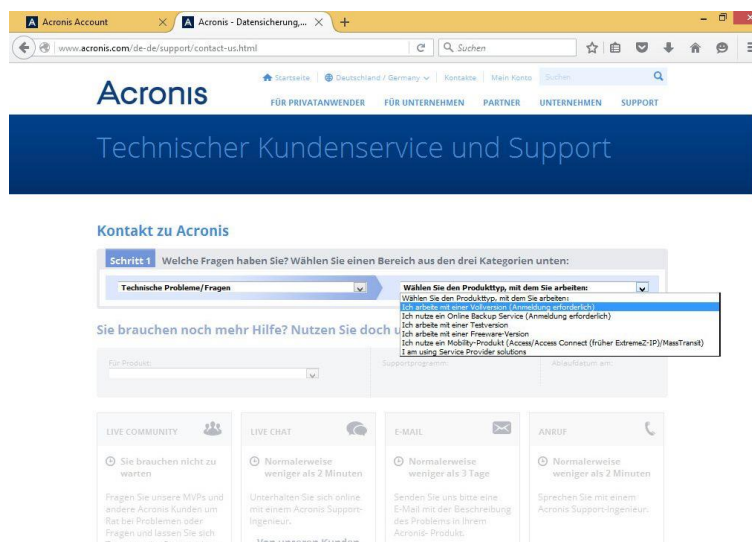 Acronis Account
Acronis - Datensicherung,...
www.acronis.com/de-de/support/contact-us.html
Suchen
Acronis
Startseite
Deutschland / Germany
Kontakte
Mein Konto
Suchen
FÜR PRIVATANWENDER
FÜR UNTERNEHMEN
PARTNER
UNTERNEHMEN
SUPPORT
Technischer Kundenservice und Support
Kontakt zu Acronis
Schritt 1 Welche Fragen haben Sie? Wählen Sie einen Bereich aus den drei Kategorien unten:
Technische Probleme/Fragen
Wählen Sie den Produkttyp, mit dem Sie arbeiten:
Wählen Sie den Produkttyp, mit dem Sie arbeiten:
Ich arbeite mit einer Vollversion (Anmeldung erforderlich)
Ich nutze ein Online Backup Service (Anmeldung erforderlich)
Ich arbeite mit einer Testversion
Ich arbeite mit einer Freeware-Version
Ich nutze ein Mobility-Produkt (Access/Access Connect (früher ExtremeZ-IP)/MassTransit)
I am using Service Provider solutions
Sie brauchen noch mehr Hilfe? Nutzen Sie doch
Für Produkt:
Supportprogramm:
Ablaufdatum am:
LIVE COMMUNITY
Sie brauchen nicht zu
warten
Fragen Sie unsere MVPs und
andere Acronis Kunden um
Rat bei Problemen oder
Fragen und lassen Sie sich
LIVE CHAT
Normalerweise
weniger als 2 Minuten
Unterhalten Sie sich online
mit einem Acronis Support-
Ingenieur.
Von unseren Kunden
E-MAIL
Normalerweise
weniger als 3 Tage
Senden Sie uns bitte eine
E-Mail mit der Beschreibung
des Problems in Ihrem
Acronis- Produkt.
ANRUF
Normalerweise
weniger als 2 Minuten
Sprechen Sie mit einem
Acronis Support-Ingenieur.